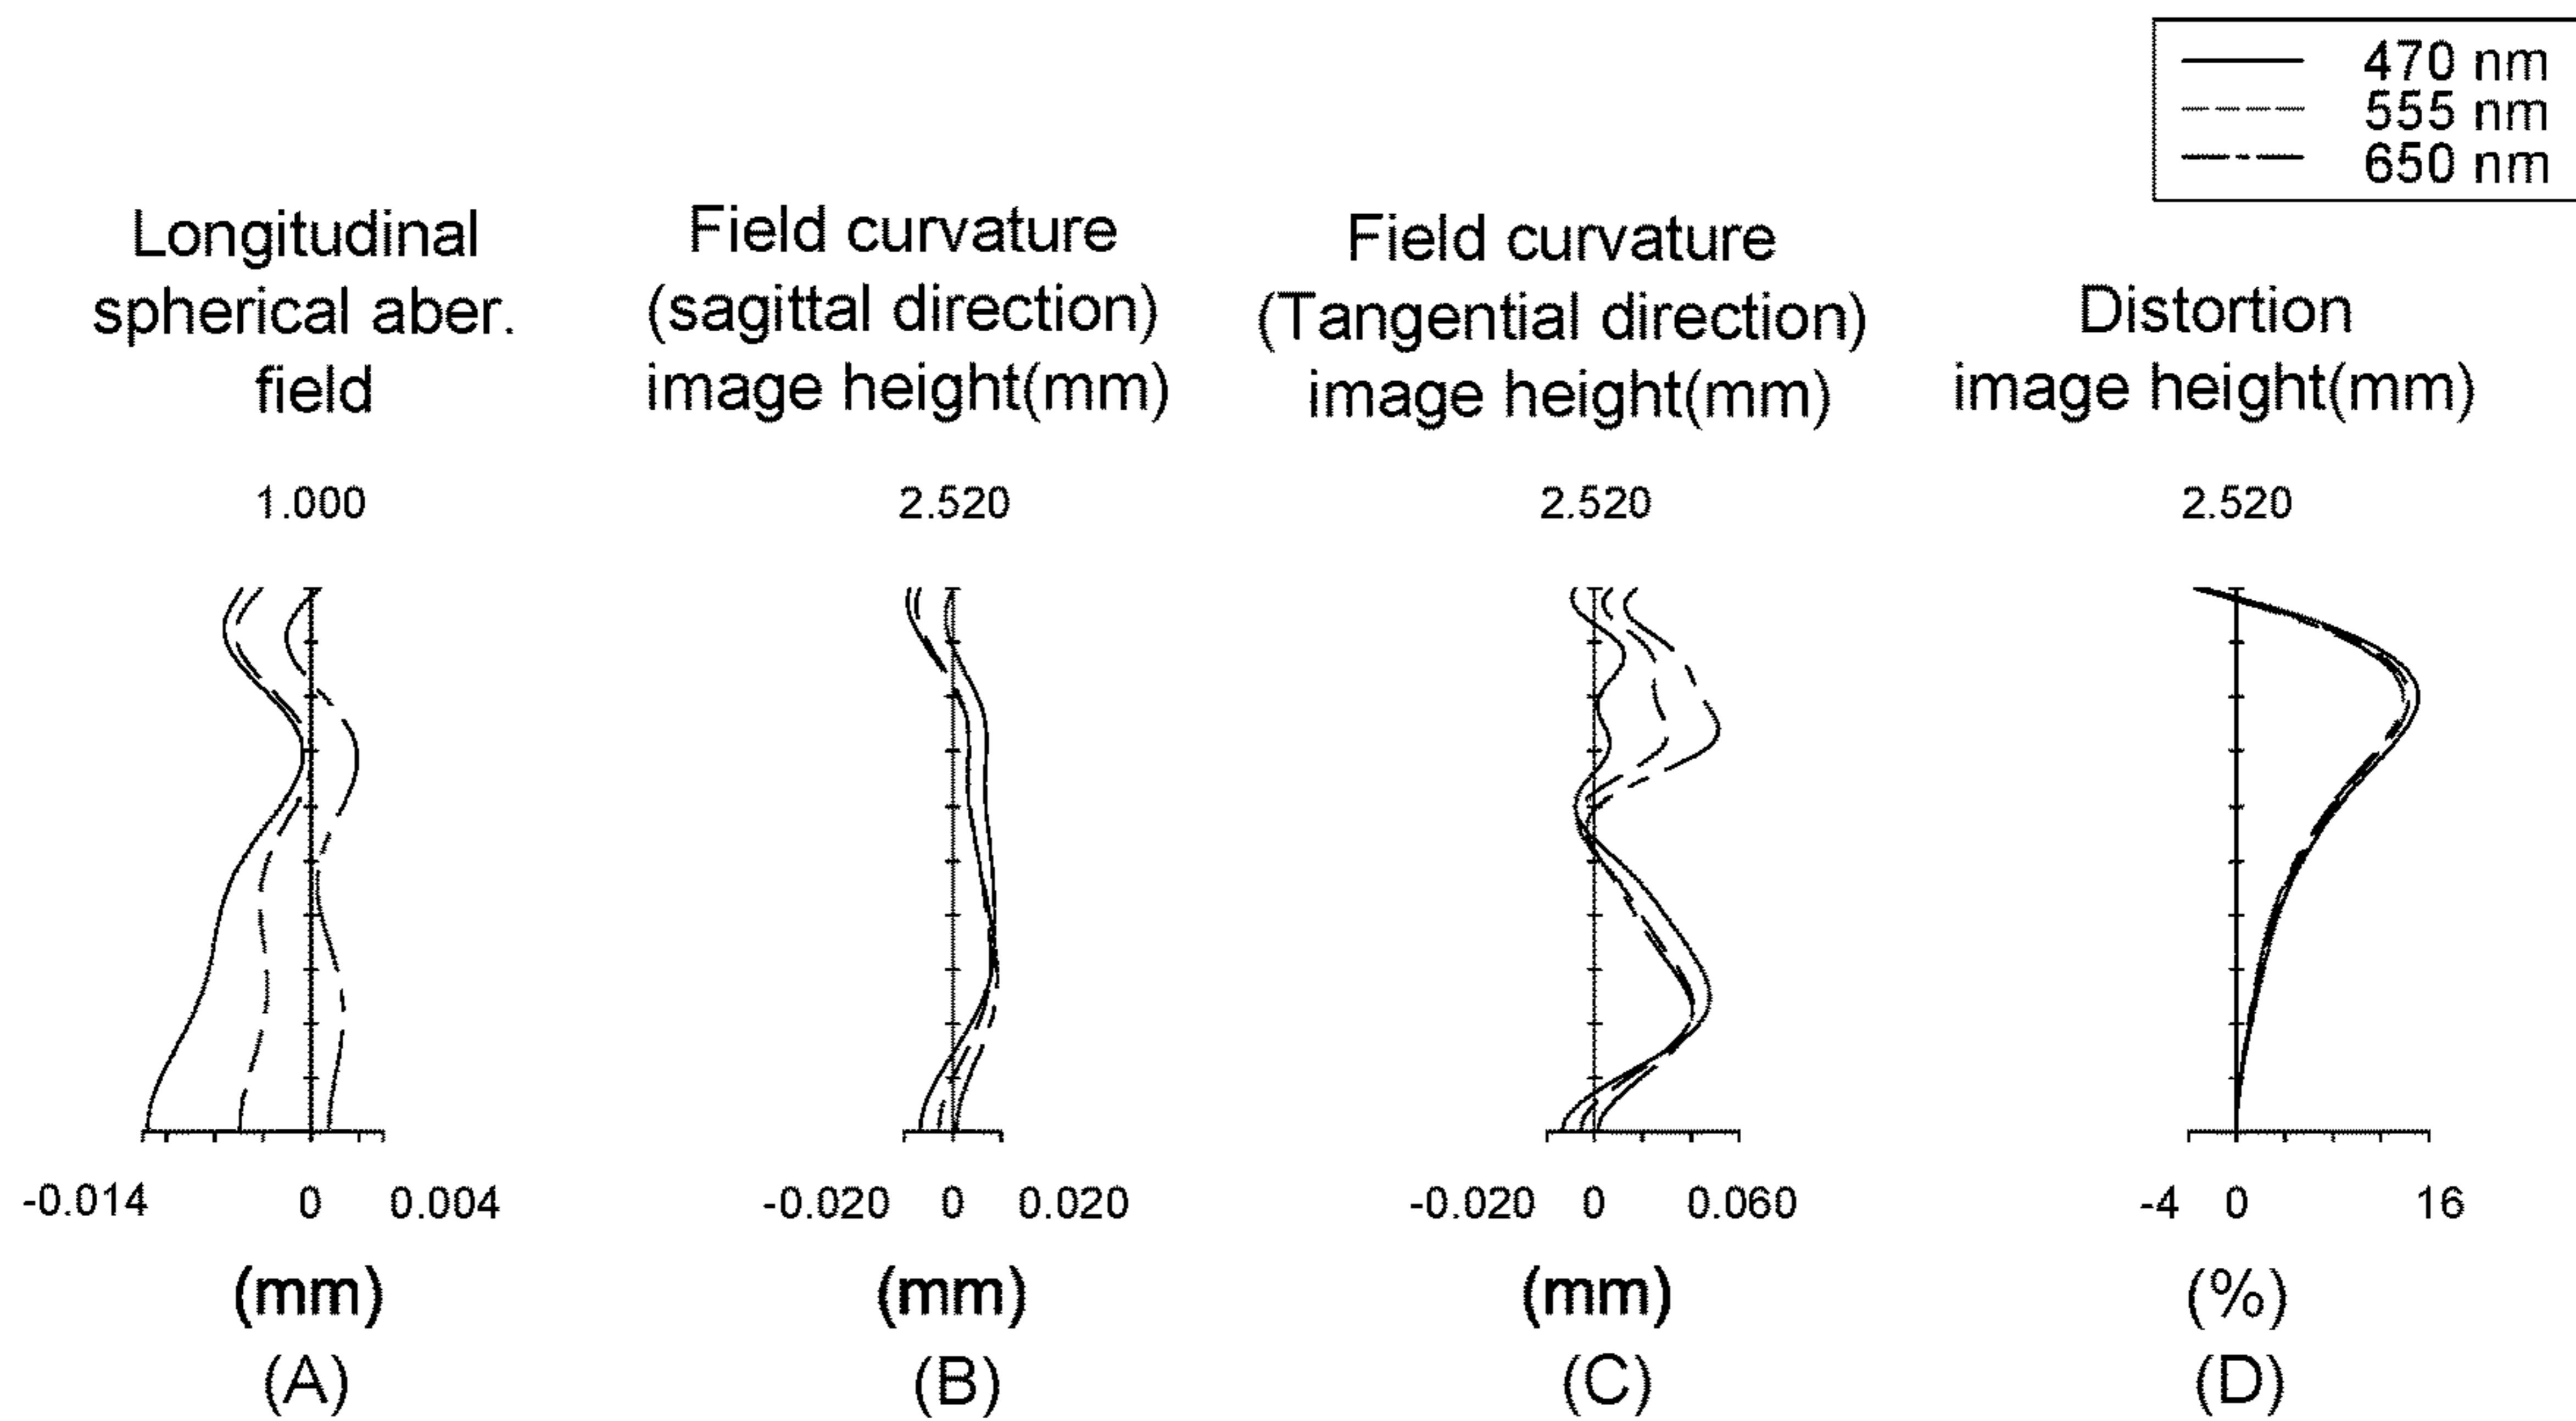 470 nm
555 nm
650 nm
Longitudinal
spherical aber.
field
1.000
-0.014 0 0.004
(mm)
(A)
Field curvature
(sagittal direction)
image height(mm)
2.520
-0.020 0 0.020
(mm)
(B)
Field curvature
(Tangential direction)
image height(mm)
2.520
-0.020 0 0.060
(mm)
(C)
Distortion
image height(mm)
2.520
-4 0 16
(%)
(D)